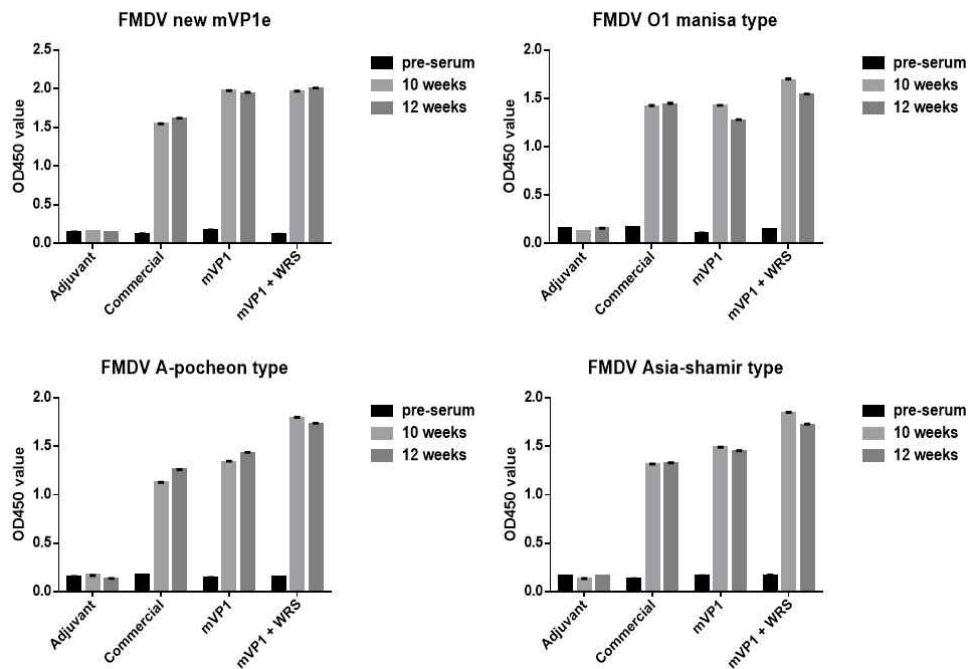 FMDV new mVP1e
OD450 value
2.5
2.0
1.5
1.0
0.5
0.0
Adjuvant
Commercial
mVP1
mVP1 + WRS
pre-serum
10 weeks
12 weeks
FMDV O1 manisa type
OD450 value
2.0
1.5
1.0
0.5
0.0
Adjuvant
Commercial
mVP1
mVP1 + WRS
pre-serum
10 weeks
12 weeks
FMDV A-pocheon type
OD450 value
2.0
1.5
1.0
0.5
0.0
Adjuvant
Commercial
mVP1
mVP1 + WRS
pre-serum
10 weeks
12 weeks
FMDV Asia-shamir type
OD450 value
2.0
1.5
1.0
0.5
0.0
Adjuvant
Commercial
mVP1
mVP1 + WRS
pre-serum
10 weeks
12 weeks